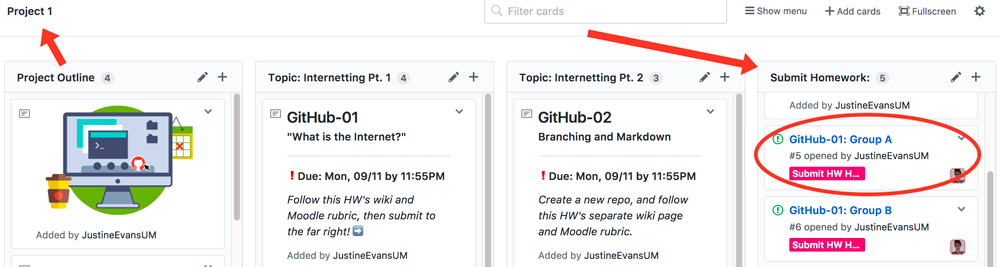 Project 1
Filter cards
Show menu
+ Add cards
Fullscreen
Project Outline 4
Added by JustineEvansUM
Topic: Internetting Pt. 1 4
GitHub-01
"What is the Internet?"
❗Due: Mon, 09/11 by 11:55PM
Follow this HW's wiki and
Moodle rubric, then submit to
the far right! ➡️
Added by JustineEvansUM
Topic: Internetting Pt. 2 3
GitHub-02
Branching and Markdown
❗Due: Mon, 09/11 by 11:55PM
Create a new repo, and follow
this HW's separate wiki page
and Moodle rubric.
Added by JustineEvansUM
Submit Homework: 5
Added by JustineEvansUM
GitHub-01: Group A
#5 opened by JustineEvansUM
Submit HW H...
GitHub-01: Group B
#6 opened by JustineEvansUM
Submit HW H...